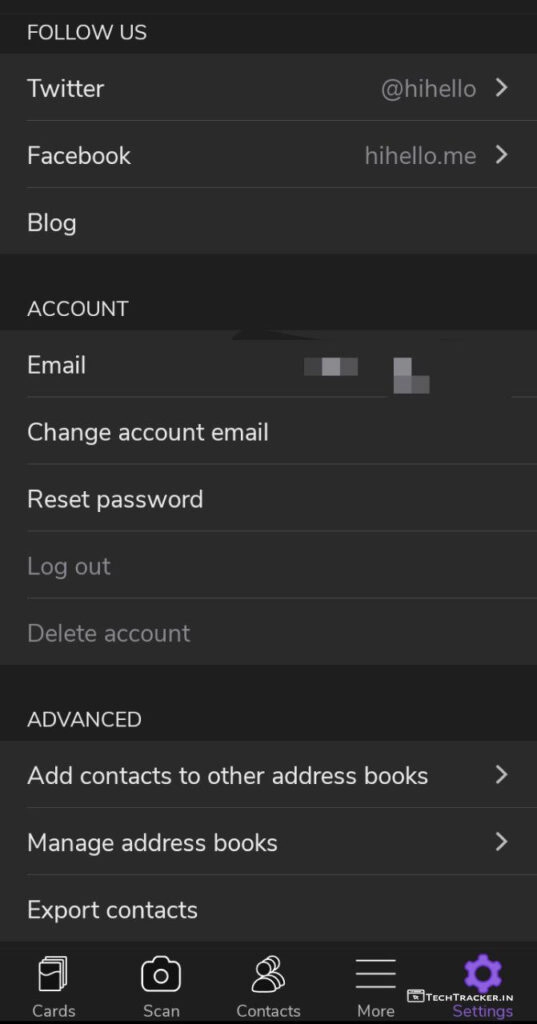 FOLLOW US
Twitter @hihello
Facebook hihello.me
Blog
ACCOUNT
Email
Change account email
Reset password
Log out
Delete account
ADVANCED
Add contacts to other address books
Manage address books
Export contacts
Cards Scan Contacts More Settings
TECHTRACKER.IN